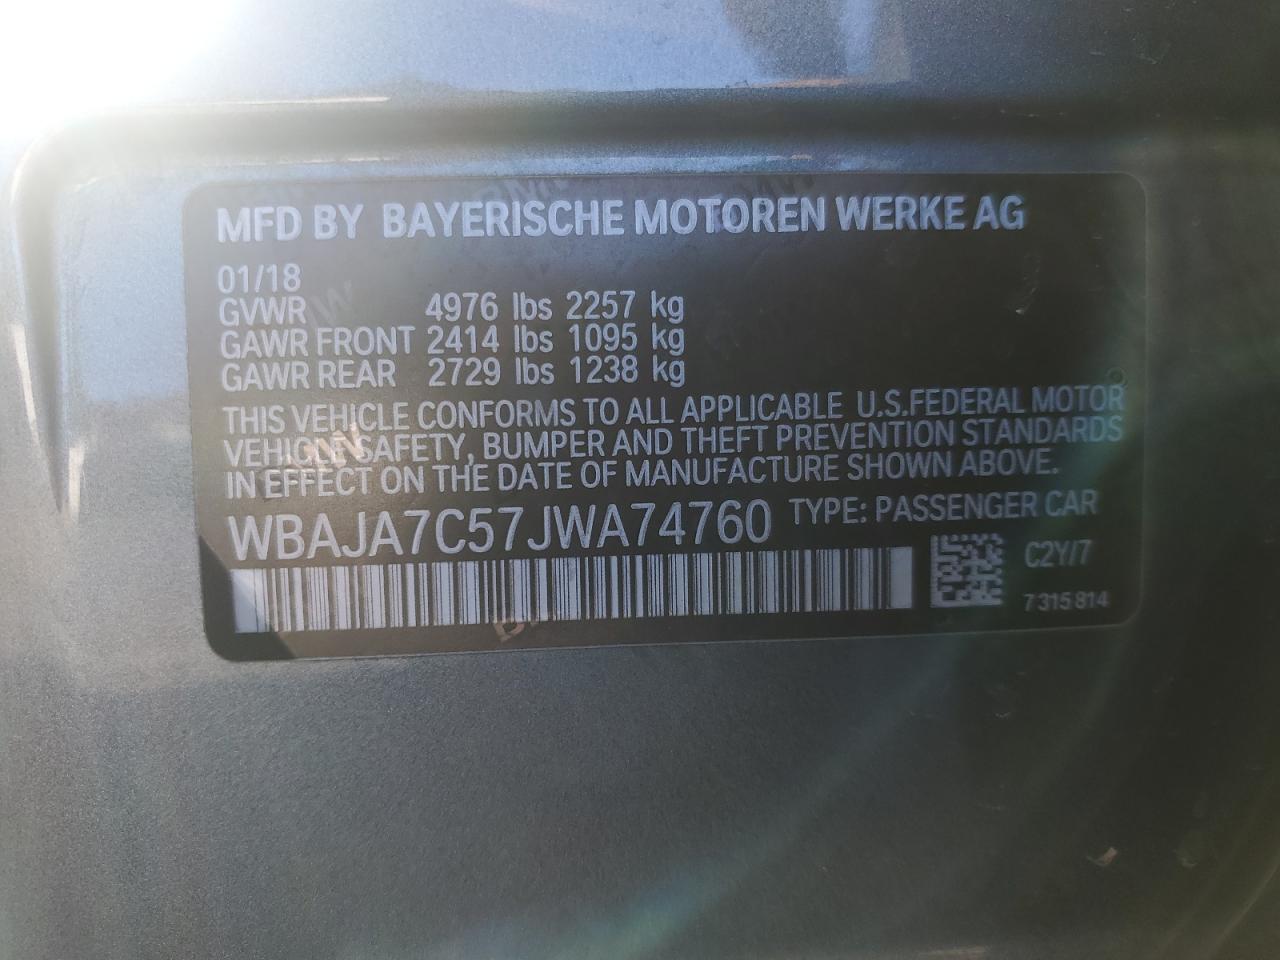 MFD BY BAYERISCHE MOTOREN WERKE AG
01/18
GVWR 4976 lbs 2257 kg
GAWR FRONT 2414 lbs 1095 kg
GAWR REAR 2729 lbs 1238 kg
THIS VEHICLE CONFORMS TO ALL APPLICABLE U.S.FEDERAL MOTOR
VEHICLE SAFETY, BUMPER AND THEFT PREVENTION STANDARDS
IN EFFECT ON THE DATE OF MANUFACTURE SHOWN ABOVE.
WBAJA7C57JWA74760 TYPE: PASSENGER CAR
C2Y/7
7 315 814